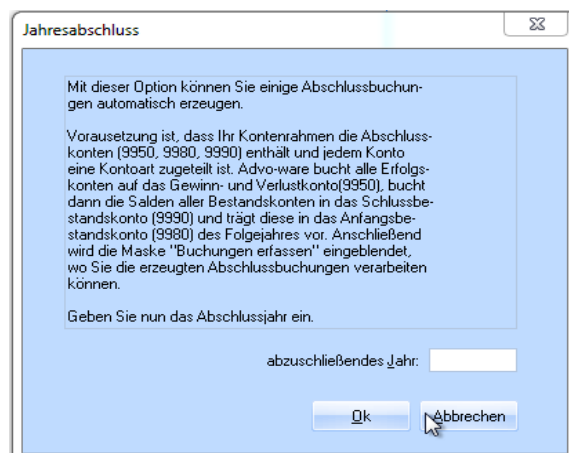 Jahresabschluss
Mit dieser Option können Sie einige Abschlussbuchun-
gen automatisch erzeugen.
Vorausetzung ist, dass Ihr Kontenrahmen die Abschluss-
konten (9950, 9980, 9990) enthält und jedem Konto
eine Kontoart zugeteilt ist. Advo-ware bucht alle Erfolgs-
konten auf das Gewinn- und Verlustkonto(9950), bucht
dann die Salden aller Bestandskonten in das Schlussbe-
standskonto (9990) und trägt diese in das Anfangsbe-
standskonto (9980) des Folgejahres vor. Anschließend
wird die Maske "Buchungen erfassen" eingeblendet,
wo Sie die erzeugten Abschlussbuchungen verarbeiten
können.
Geben Sie nun das Abschlussjahr ein.
abzuschließendes Jahr:
Ok Abbrechen